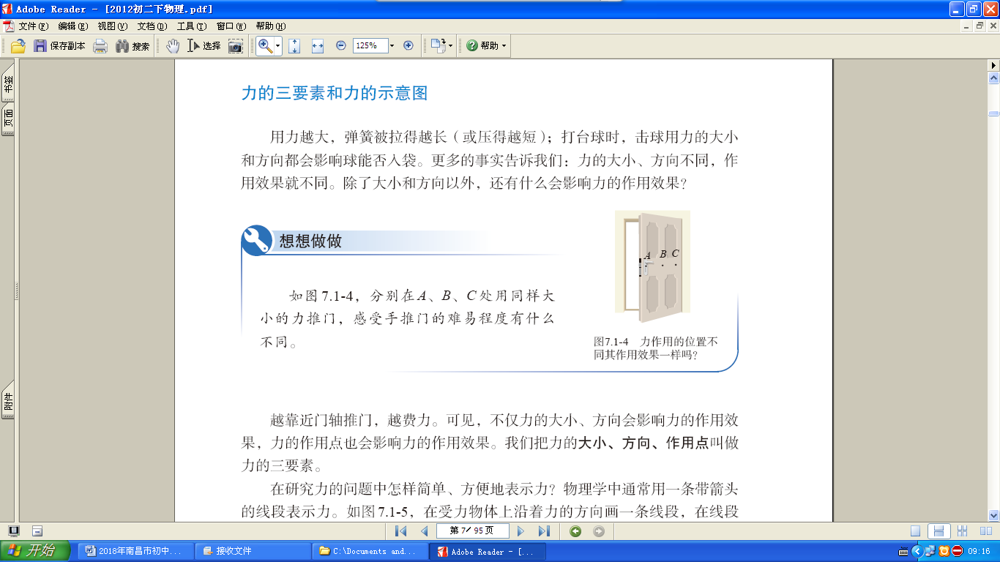 Adobe Reader - [2012初二下物理.pdf]
文件(F) 编辑(E) 视图(V) 文档(D) 工具(T) 窗口(W) 帮助(H)
保存副本 搜索 选择 125% 帮助
书签
页面
附件
力的三要素和力的示意图
用力越大，弹簧被拉得越长（或压得越短）；打台球时，击球用力的大小
和方向都会影响球能否入袋。更多的事实告诉我们：力的大小、方向不同，作
用效果就不同。除了大小和方向以外，还有什么会影响力的作用效果？
想想做做
A B C
如图 7.1-4，分别在 A、B、C 处用同样大
小的力推门，感受手推门的难易程度有什么
不同。
图7.1-4 力作用的位置不
同其作用效果一样吗？
越靠近门轴推门，越费力。可见，不仅力的大小、方向会影响力的作用效
果，力的作用点也会影响力的作用效果。我们把力的大小、方向、作用点叫做
力的三要素。
在研究力的问题中怎样简单、方便地表示力？物理学中通常用一条带箭头
的线段表示力。如图 7.1-5，在受力物体上沿着力的方向画一条线段，在线段
第 7/ 95 页
开始 2018年南昌市初中... 接收文件 C:\Documents and... Adobe Reader - [... 09:16